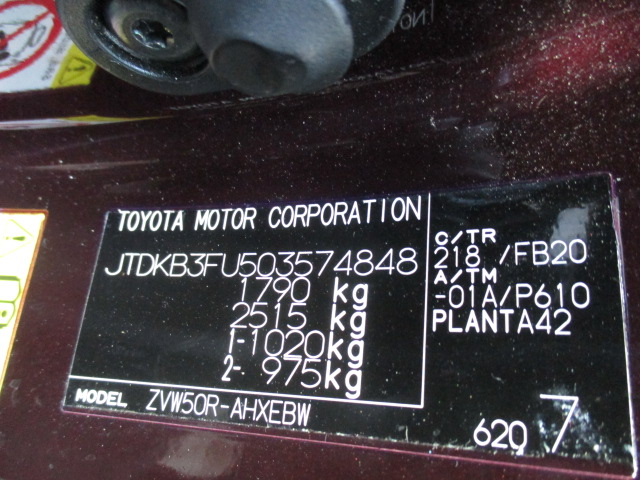 TOYOTA MOTOR CORPORATION
JTDKB3FU503574848
1790 kg
2515 kg
1-1020kg
2- 975kg
C/TR
218 /FB20
A/TM
-01A/P610
PLANTA42
MODEL ZVW50R-AHXEBW
620 7